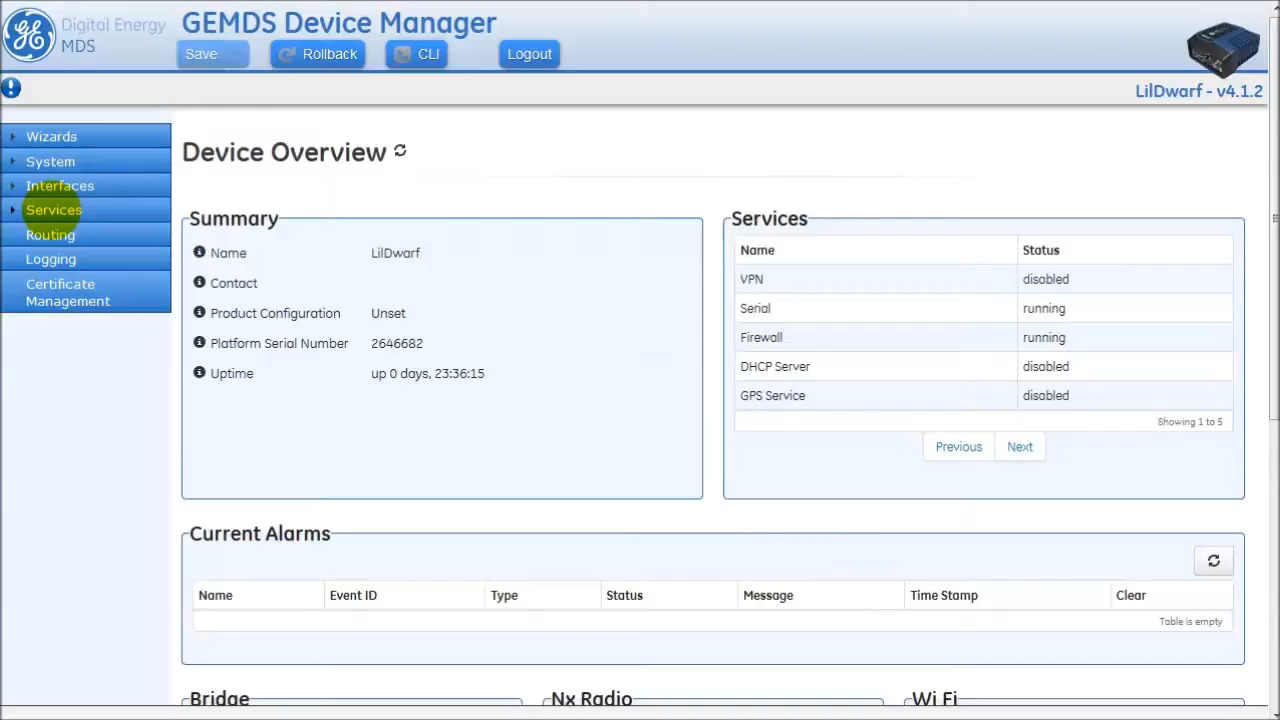 Digital Energy
MDS
GEMDS Device Manager
Save
Rollback
CLI
Logout
LilDwarf - v4.1.2
Wizards
System
Interfaces
Services
Routing
Logging
Certificate
Management
Device Overview
Summary
Name LilDwarf
Contact
Product Configuration Unset
Platform Serial Number 2646682
Uptime up 0 days, 23:36:15
Services
Name Status
VPN disabled
Serial running
Firewall running
DHCP Server disabled
GPS Service disabled
Showing 1 to 5
Previous Next
Current Alarms
Name Event ID Type Status Message Time Stamp Clear
Table is empty
Bridge Nx Radio Wi Fi